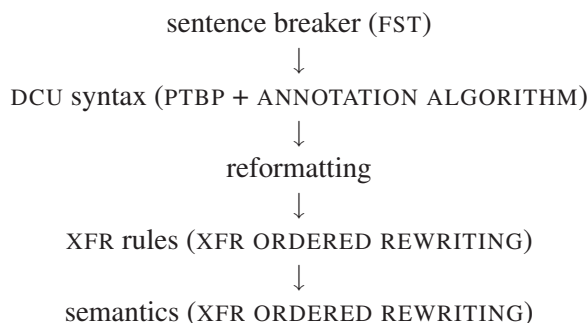 sentence breaker (FST)
↓
DCU syntax (PTBP + ANNOTATION ALGORITHM)
↓
reformatting
↓
XFR rules (XFR ORDERED REWRITING)
↓
semantics (XFR ORDERED REWRITING)